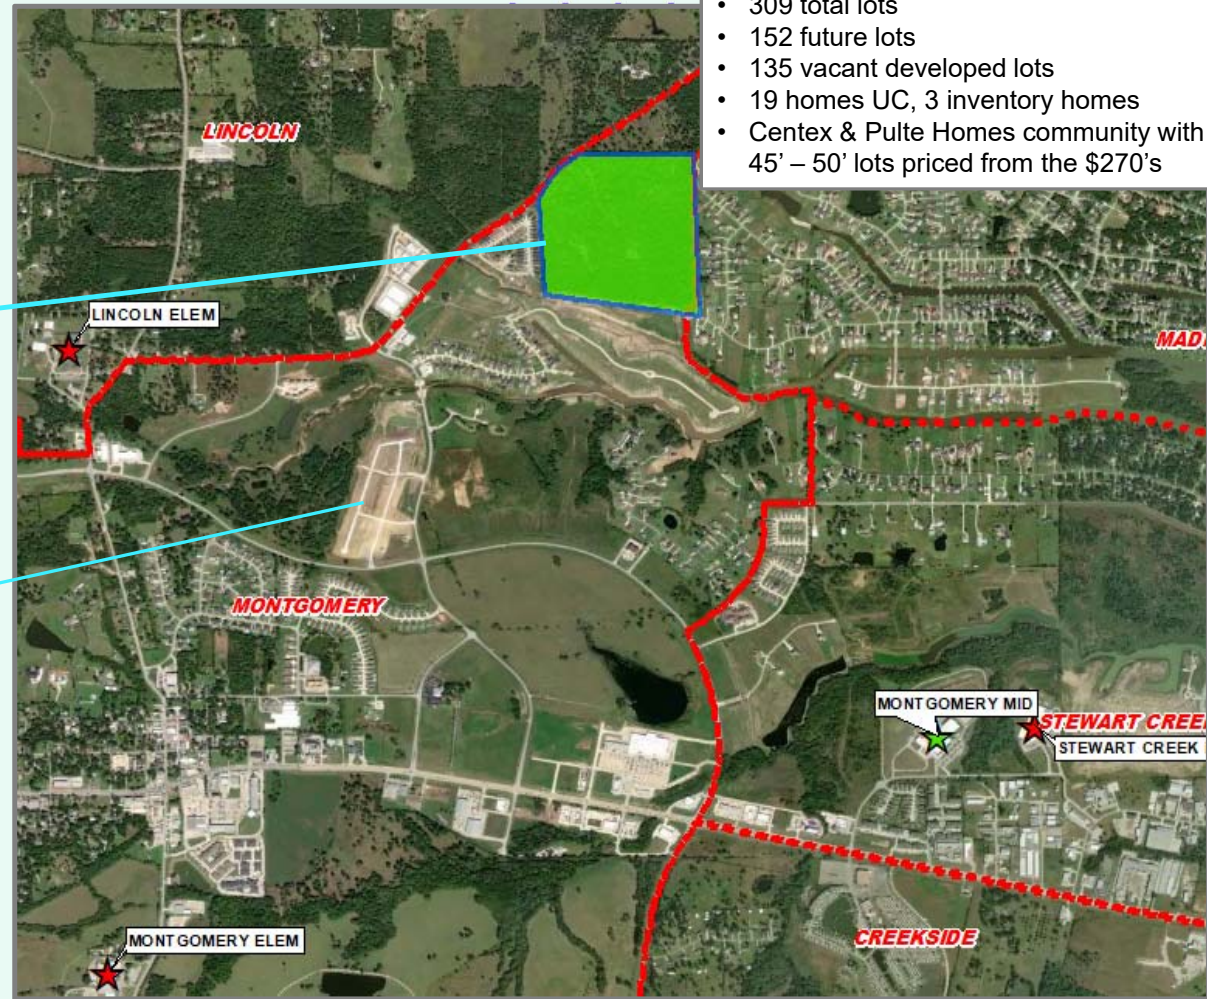 • 309 total lots
• 152 future lots
• 135 vacant developed lots
• 19 homes UC, 3 inventory homes
• Centex & Pulte Homes community with
45’ – 50’ lots priced from the $270’s
LINCOLN
LINCOLN ELEM
MAD
MONTGOMERY
MONTGOMERY MID
STEWART CREE
STEWART CREEK
CREEKSIDE
MONTGOMERY ELEM